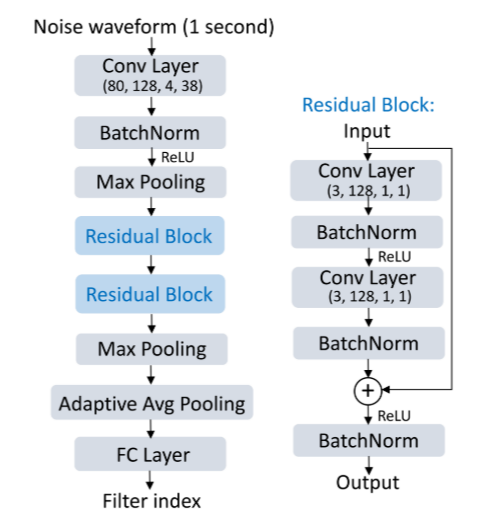 Noise waveform (1 second)
Conv Layer
(80, 128, 4, 38)
BatchNorm
ReLU
Max Pooling
Residual Block
Residual Block
Max Pooling
Adaptive Avg Pooling
FC Layer
Filter index
Residual Block:
Input
Conv Layer
(3, 128, 1, 1)
BatchNorm
ReLU
Conv Layer
(3, 128, 1, 1)
BatchNorm
+
ReLU
BatchNorm
Output